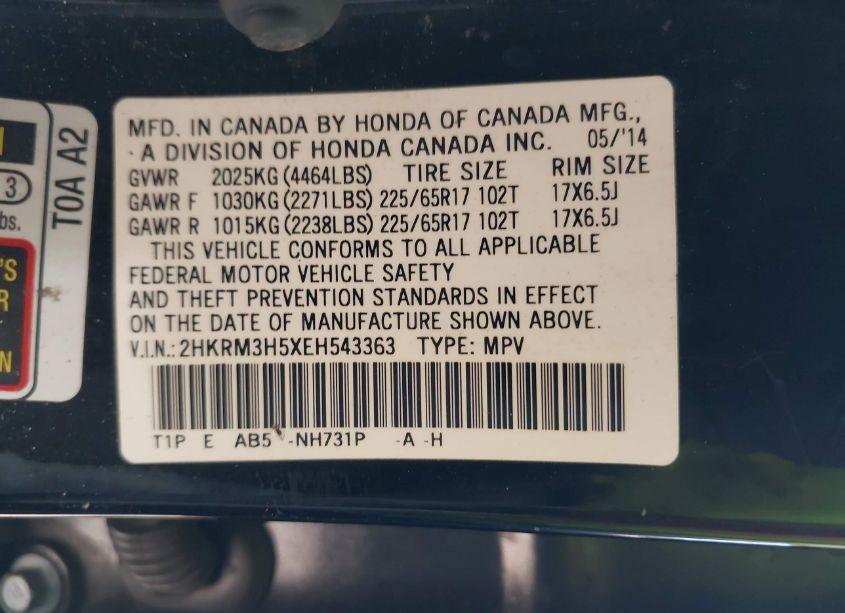 MFD. IN CANADA BY HONDA OF CANADA MFG.,
- A DIVISION OF HONDA CANADA INC. 05/'14
GVWR 2025KG (4464LBS) TIRE SIZE RIM SIZE
GAWR F 1030KG (2271LBS) 225/65R17 102T 17X6.5J
GAWR R 1015KG (2238LBS) 225/65R17 102T 17X6.5J
THIS VEHICLE CONFORMS TO ALL APPLICABLE
FEDERAL MOTOR VEHICLE SAFETY
AND THEFT PREVENTION STANDARDS IN EFFECT
ON THE DATE OF MANUFACTURE SHOWN ABOVE.
V.I.N.: 2HKRM3H5XEH543363 TYPE: MPV
T1P E AB5 -NH731P -A -H
T0A A2
3
bs.
'S
R
N